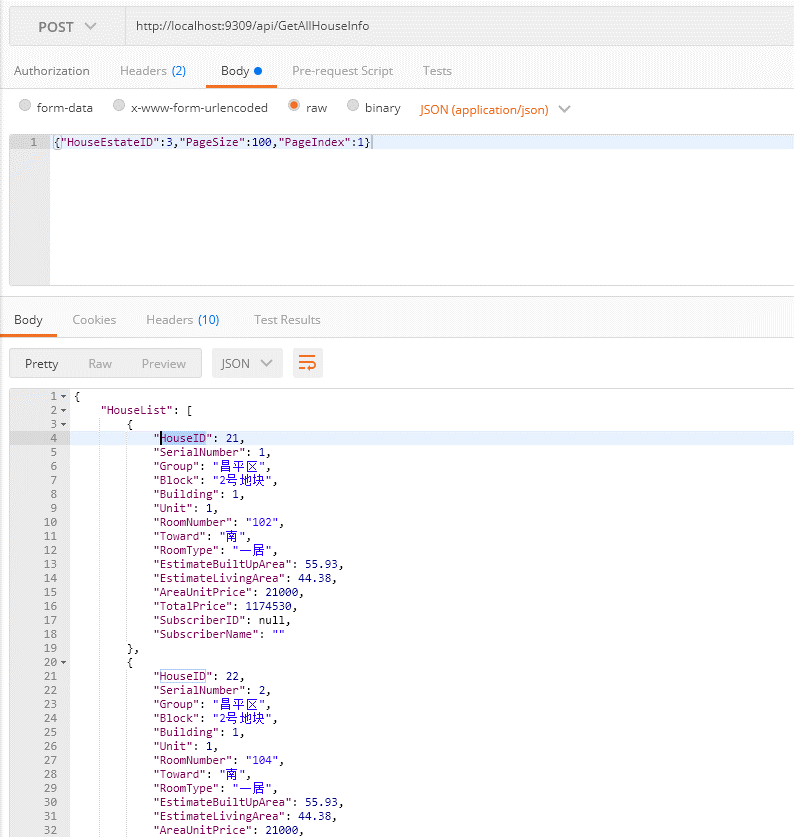 POST http://localhost:9309/api/GetAllHouseInfo
Authorization Headers (2) Body Pre-request Script Tests
form-data x-www-form-urlencoded raw binary JSON (application/json)
1 {"HouseEstateID":3,"PageSize":100,"PageIndex":1}
Body Cookies Headers (10) Test Results
Pretty Raw Preview JSON
1 {
2 "HouseList": [
3 {
4 "HouseID": 21,
5 "SerialNumber": 1,
6 "Group": "昌平区",
7 "Block": "2号地块",
8 "Building": 1,
9 "Unit": 1,
10 "RoomNumber": "102",
11 "Toward": "南",
12 "RoomType": "一居",
13 "EstimateBuiltUpArea": 55.93,
14 "EstimateLivingArea": 44.38,
15 "AreaUnitPrice": 21000,
16 "TotalPrice": 1174530,
17 "SubscriberID": null,
18 "SubscriberName": ""
19 },
20 {
21 "HouseID": 22,
22 "SerialNumber": 2,
23 "Group": "昌平区",
24 "Block": "2号地块",
25 "Building": 1,
26 "Unit": 1,
27 "RoomNumber": "104",
28 "Toward": "南",
29 "RoomType": "一居",
30 "EstimateBuiltUpArea": 55.93,
31 "EstimateLivingArea": 44.38,
32 "AreaUnitPrice": 21000,